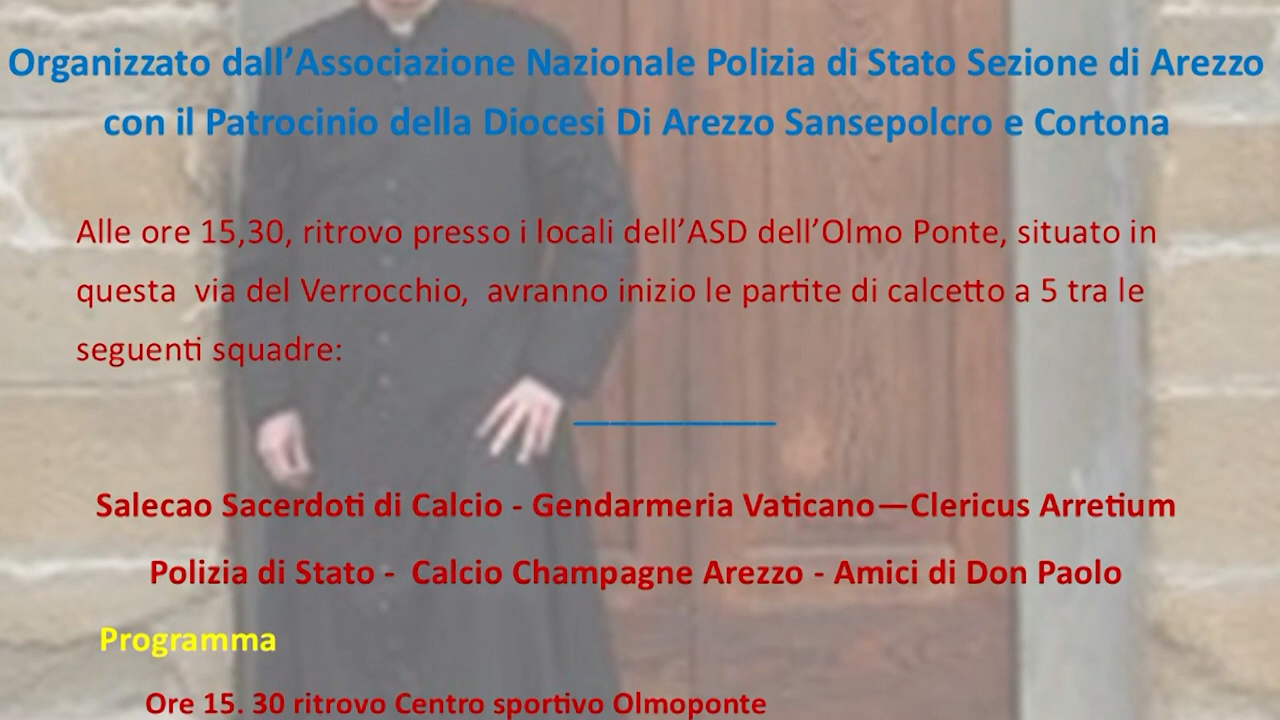 Organizzato dall’Associazione Nazionale Polizia di Stato Sezione di Arezzo
con il Patrocinio della Diocesi Di Arezzo Sansepolcro e Cortona
Alle ore 15,30, ritrovo presso i locali dell’ASD dell’Olmo Ponte, situato in
questa  via del Verrocchio,  avranno inizio le partite di calcetto a 5 tra le
seguenti squadre:
Salecao Sacerdoti di Calcio - Gendarmeria Vaticano—Clericus Arretium
Polizia di Stato -  Calcio Champagne Arezzo - Amici di Don Paolo
Programma
Ore 15. 30 ritrovo Centro sportivo Olmoponte